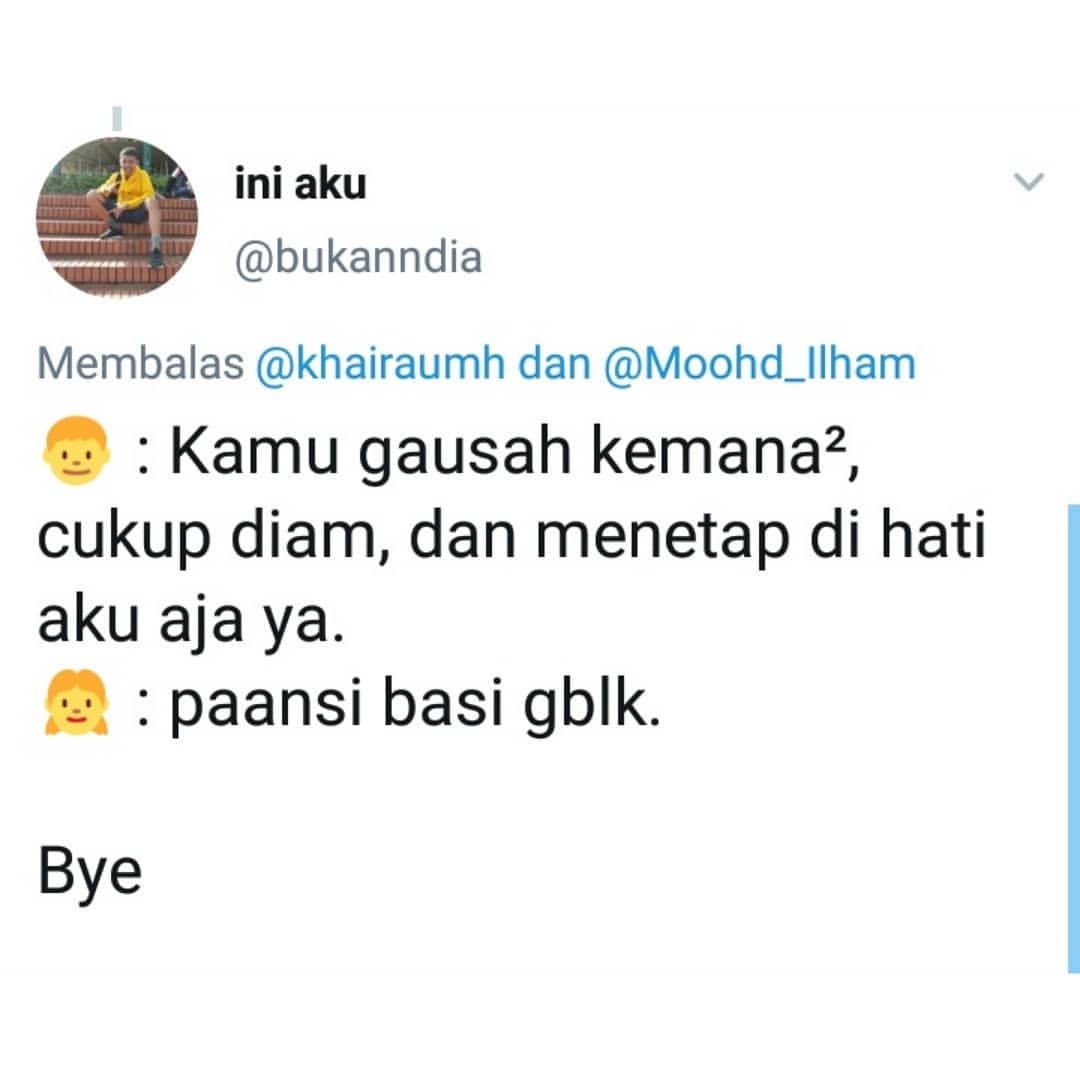 ini aku
@bukanndia
Membalas @khairaumh dan @Moohd_Ilham
👦 : Kamu gausah kemana²,
cukup diam, dan menetap di hati
aku aja ya.
👧 : paansi basi gblk.
Bye